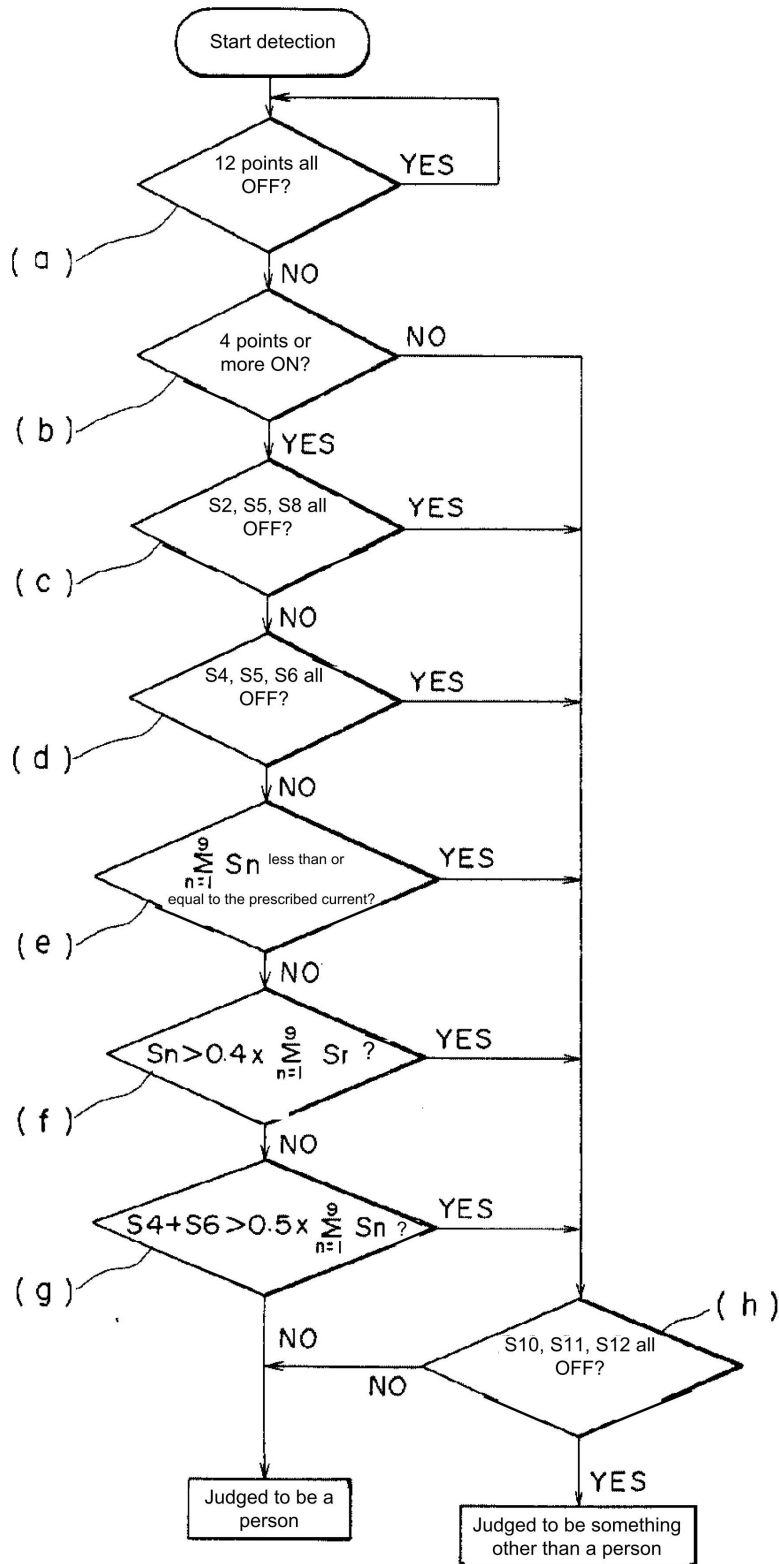 Start detection
12 points all
OFF?
YES
(a)
NO
4 points or
more ON?
NO
(b)
YES
S2, S5, S8 all
OFF?
YES
(c)
NO
S4, S5, S6 all
OFF?
YES
(d)
NO
9
M Sn less than or
n=1
equal to the prescribed current?
YES
(e)
NO
9
Sn>0.4x M Sr ?
n=1
YES
(f)
NO
9
S4+S6>0.5x M Sn ?
n=1
YES
(g)
NO
(h)
S10, S11, S12 all
OFF?
NO
YES
Judged to be a
person
Judged to be something
other than a person